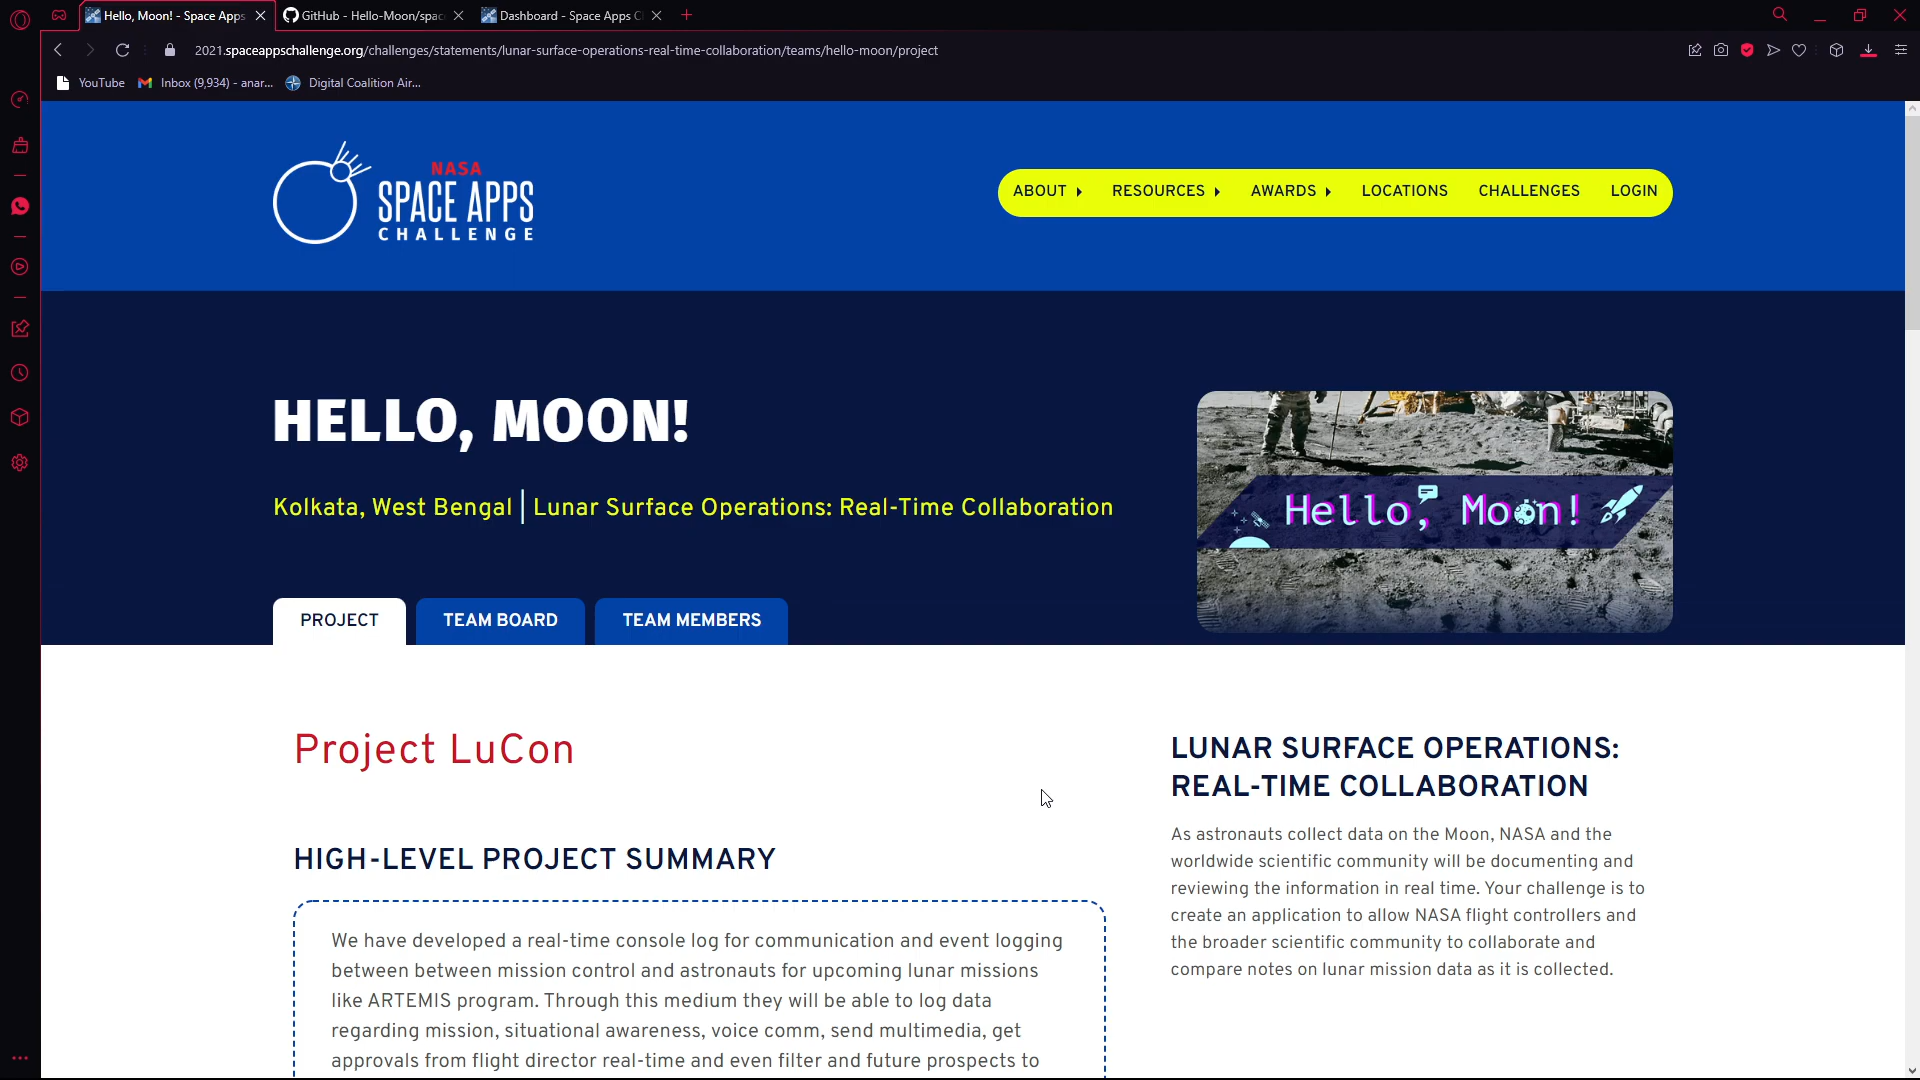 Hello, Moon! - Space Apps
GitHub - Hello-Moon/spac
Dashboard - Space Apps C
2021.spaceappschallenge.org/challenges/statements/lunar-surface-operations-real-time-collaboration/teams/hello-moon/project
YouTube
Inbox (9,934) - anar...
Digital Coalition Air...
NASA
SPACE APPS
CHALLENGE
ABOUT
RESOURCES
AWARDS
LOCATIONS
CHALLENGES
LOGIN
HELLO, MOON!
Kolkata, West Bengal | Lunar Surface Operations: Real-Time Collaboration
Hello, Moon!
PROJECT
TEAM BOARD
TEAM MEMBERS
Project LuCon
HIGH-LEVEL PROJECT SUMMARY
We have developed a real-time console log for communication and event logging
between between mission control and astronauts for upcoming lunar missions
like ARTEMIS program. Through this medium they will be able to log data
regarding mission, situational awareness, voice comm, send multimedia, get
approvals from flight director real-time and even filter and future prospects to
LUNAR SURFACE OPERATIONS:
REAL-TIME COLLABORATION
As astronauts collect data on the Moon, NASA and the
worldwide scientific community will be documenting and
reviewing the information in real time. Your challenge is to
create an application to allow NASA flight controllers and
the broader scientific community to collaborate and
compare notes on lunar mission data as it is collected.